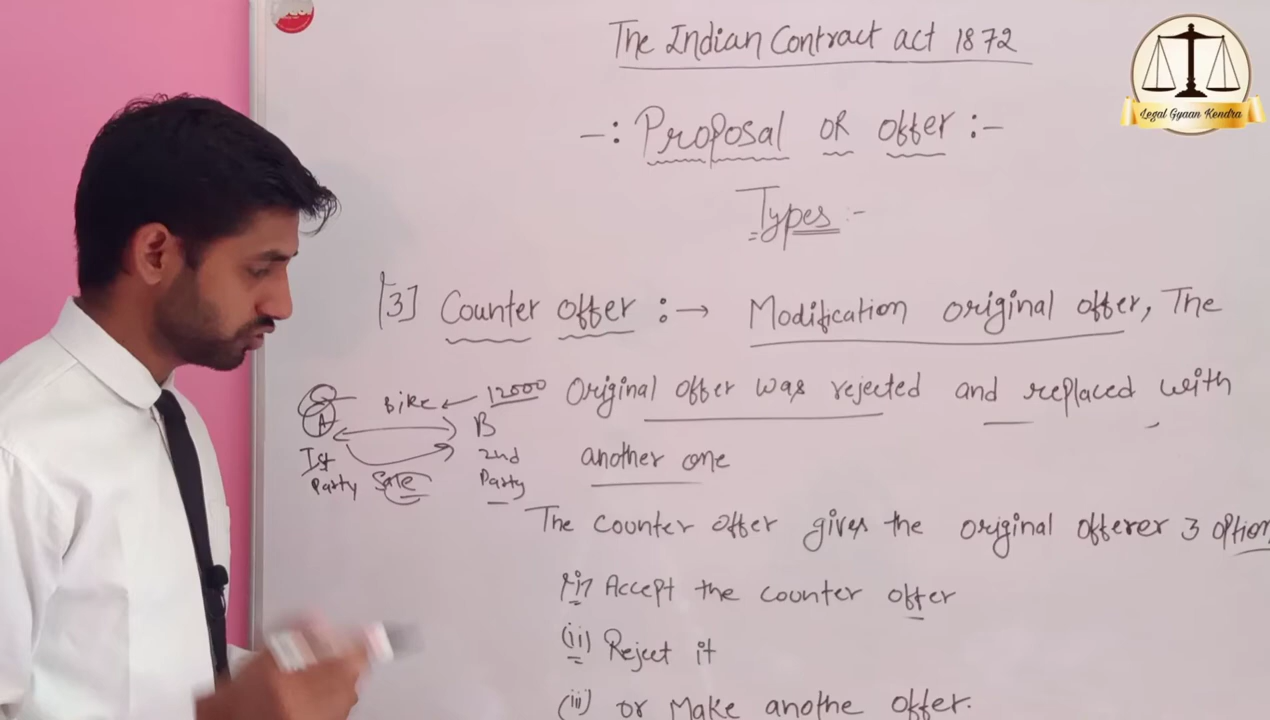 The Indian Contract act 1872
Legal Gyaan Kendra
-: Proposal OR offer :-
Types :-
[3] Counter offer :→ Modification original offer, The
Original offer was rejected and replaced with
another one
Bike ← 12000
A B
Ist 2nd
Party Sale Party
The counter offer gives the original offerer 3 option
(i) Accept the counter offer
(ii) Reject it
(iii) or Make anothe offer.